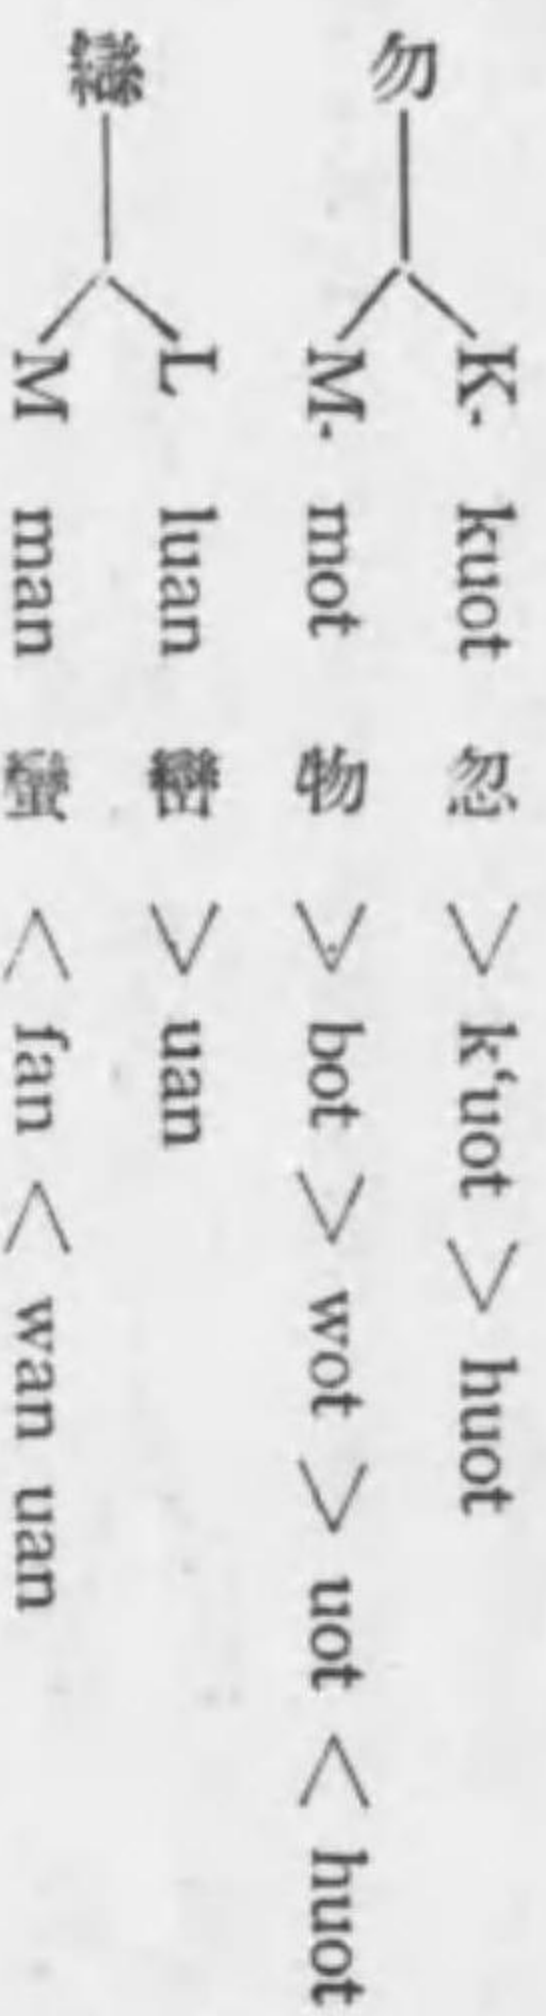 勿
K- kuot 忽 > k‘uot > huot
M- mot 物 > bot > wot > uot < huot
䜌
L luan 巒 > uan
M man 蠻 < fan < wan uan